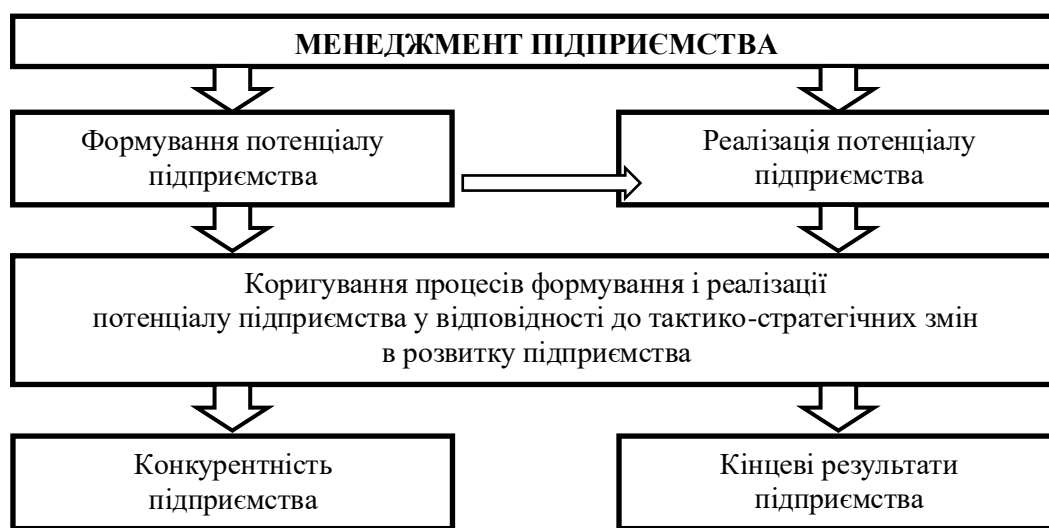 МЕНЕДЖМЕНТ ПІДПРИЄМСТВА
Формування потенціалу
підприємства
Реалізація потенціалу
підприємства
Коригування процесів формування і реалізації
потенціалу підприємства у відповідності до тактико-стратегічних змін
в розвитку підприємства
Конкурентність
підприємства
Кінцеві результати
підприємства